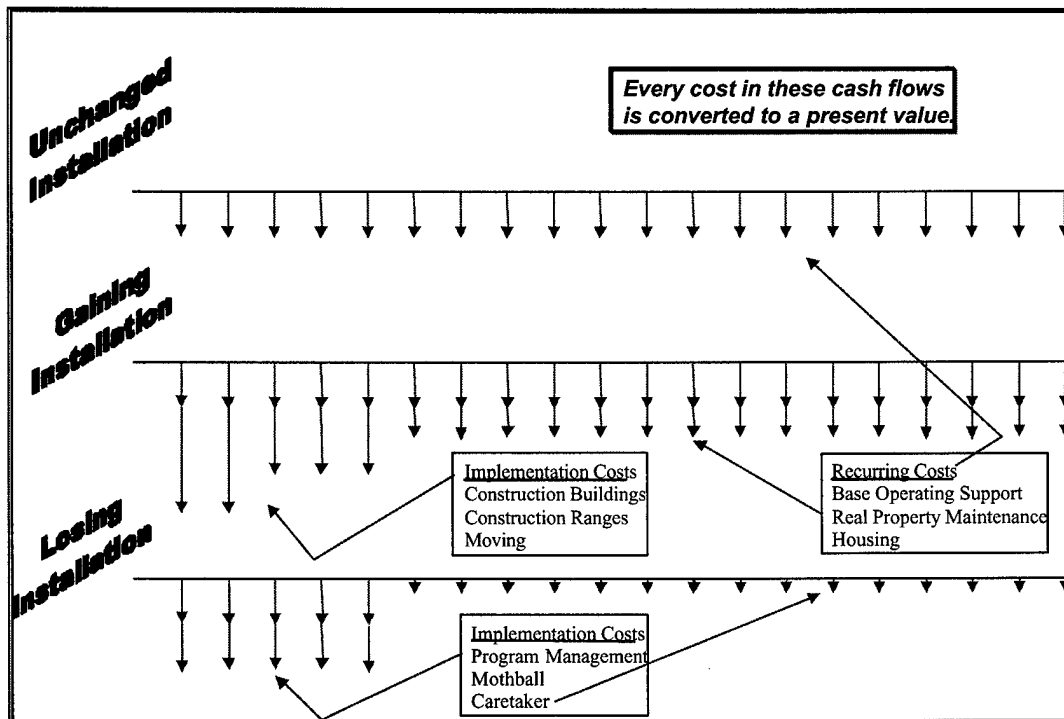 Unchanged
Installation
Every cost in these cash flows
is converted to a present value.
Gaining
Installation
Implementation Costs
Construction Buildings
Construction Ranges
Moving
Recurring Costs
Base Operating Support
Real Property Maintenance
Housing
Losing
Installation
Implementation Costs
Program Management
Mothball
Caretaker